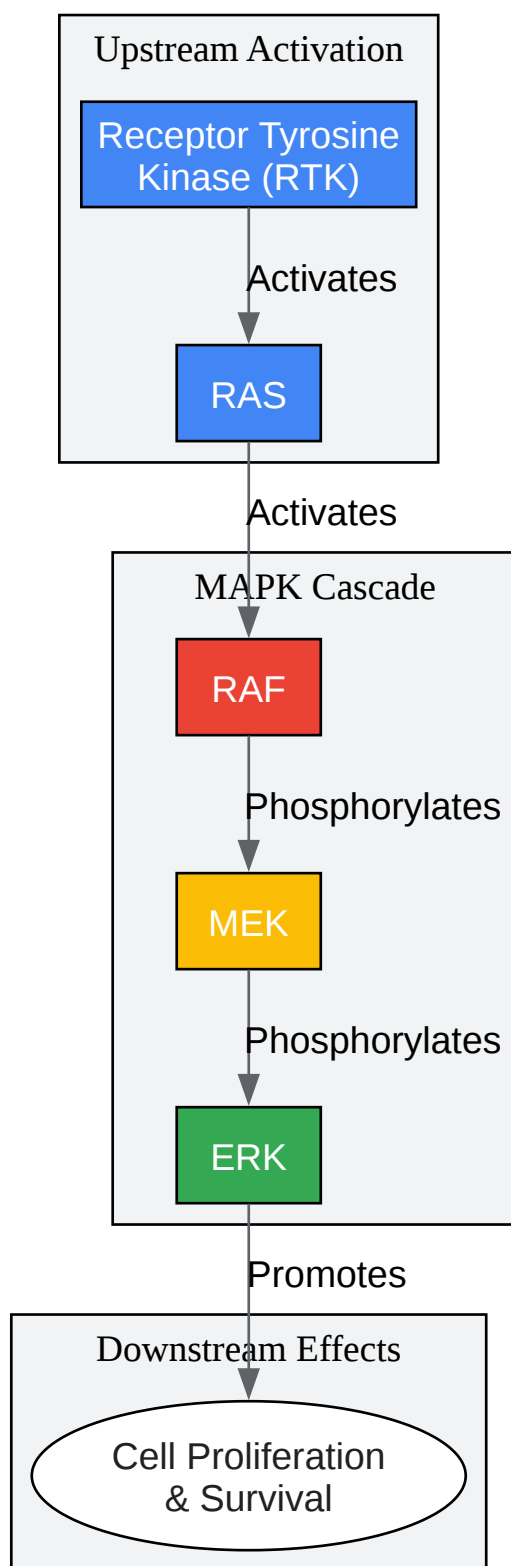 Upstream Activation
Receptor Tyrosine
Kinase (RTK)
Activates
RAS
Activates
MAPK Cascade
RAF
Phosphorylates
MEK
Phosphorylates
ERK
Promotes
Downstream Effects
Cell Proliferation
& Survival